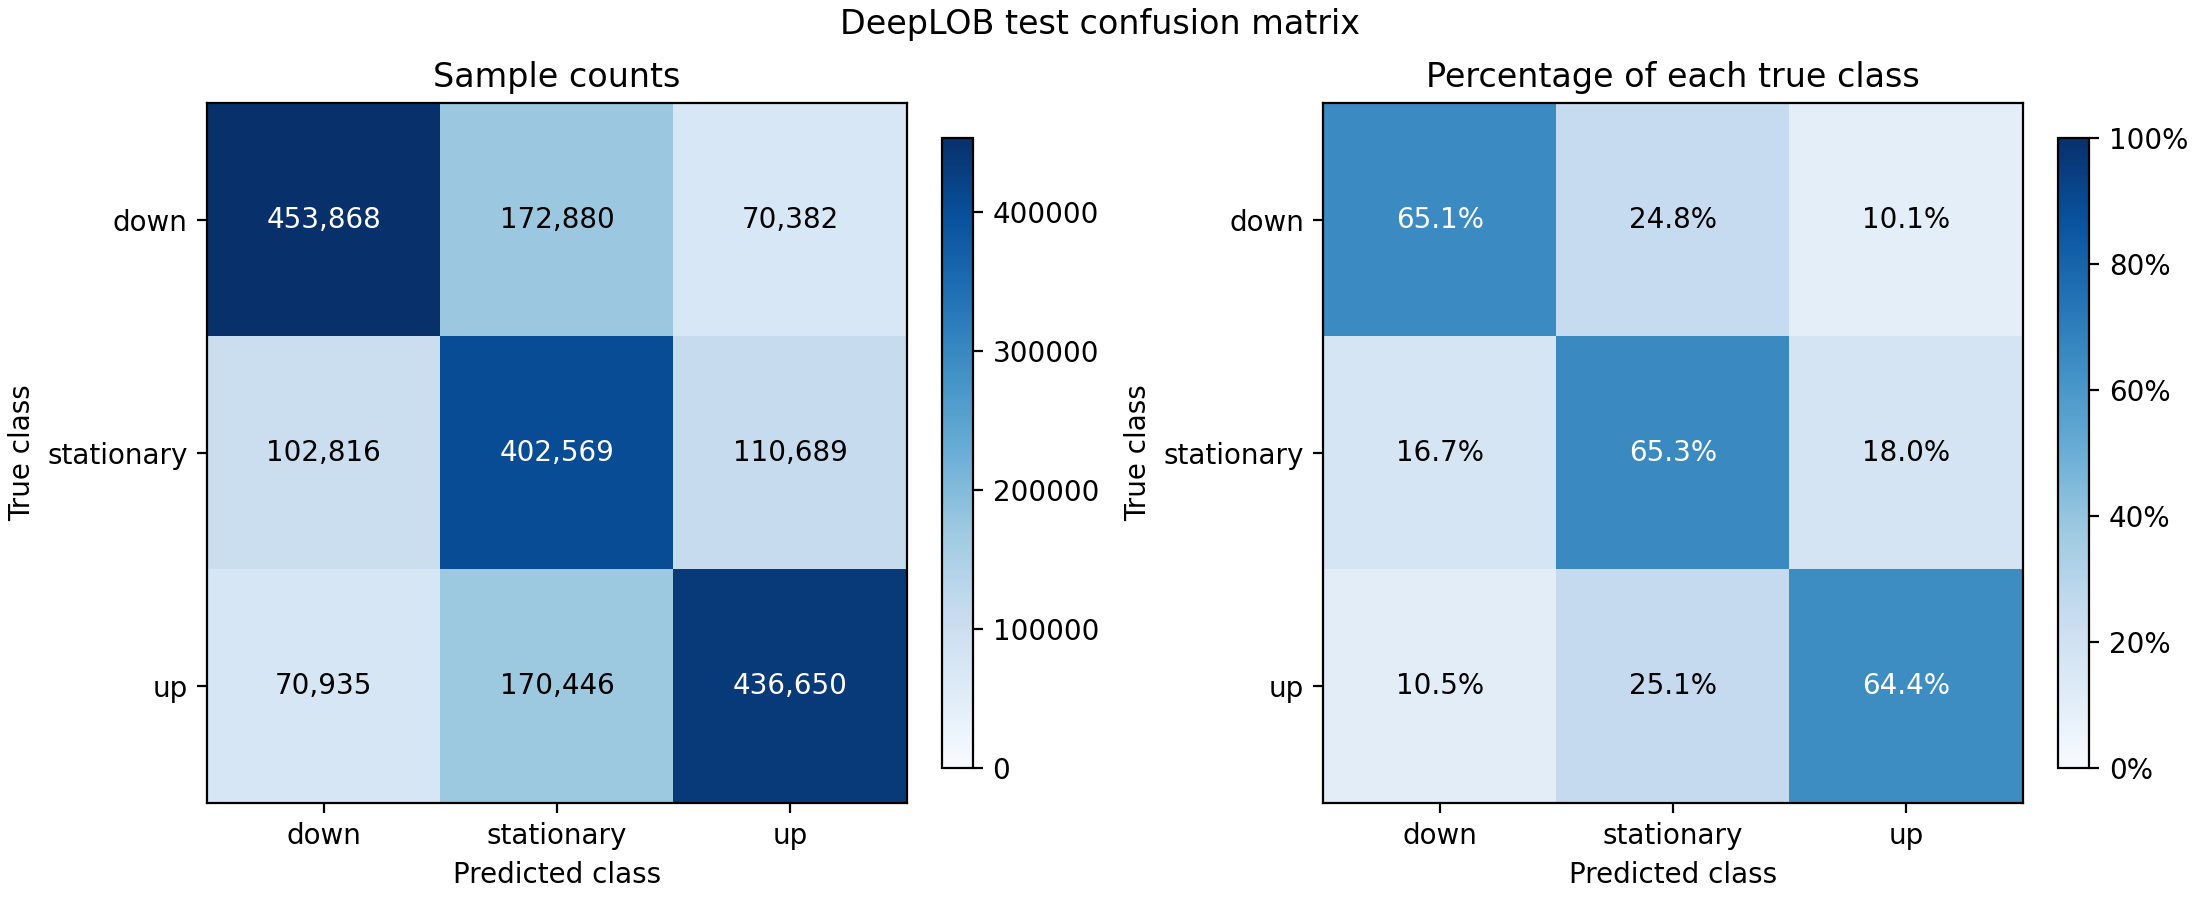 DeepLOB test confusion matrix
Sample counts
True class
down
stationary
up
453,868 172,880 70,382
102,816 402,569 110,689
70,935 170,446 436,650
down stationary up
Predicted class
400000
300000
200000
100000
0
Percentage of each true class
True class
down
stationary
up
65.1% 24.8% 10.1%
16.7% 65.3% 18.0%
10.5% 25.1% 64.4%
down stationary up
Predicted class
100%
80%
60%
40%
20%
0%